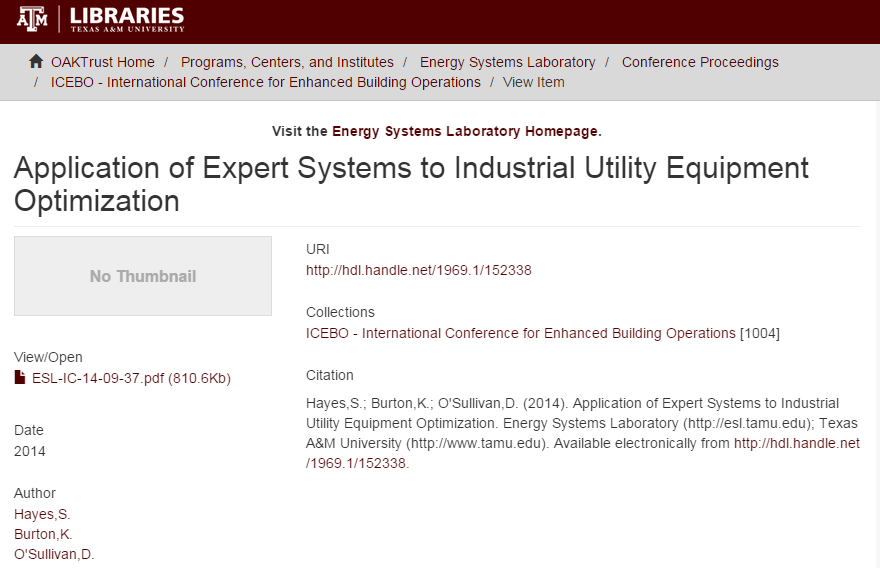 A|M LIBRARIES
TEXAS A&M UNIVERSITY
OAKTrust Home / Programs, Centers, and Institutes / Energy Systems Laboratory / Conference Proceedings
/ ICEBO - International Conference for Enhanced Building Operations / View Item
Visit the Energy Systems Laboratory Homepage.
Application of Expert Systems to Industrial Utility Equipment
Optimization
No Thumbnail
View/Open
ESL-IC-14-09-37.pdf (810.6Kb)
Date
2014
Author
Hayes,S.
Burton,K.
O'Sullivan,D.
URI
http://hdl.handle.net/1969.1/152338
Collections
ICEBO - International Conference for Enhanced Building Operations [1004]
Citation
Hayes,S.; Burton,K.; O'Sullivan,D. (2014). Application of Expert Systems to Industrial
Utility Equipment Optimization. Energy Systems Laboratory (http://esl.tamu.edu); Texas
A&M University (http://www.tamu.edu). Available electronically from http://hdl.handle.net
/1969.1/152338.